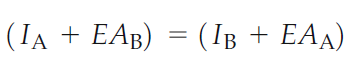 (I_A + EA_B) = (I_B + EA_A)